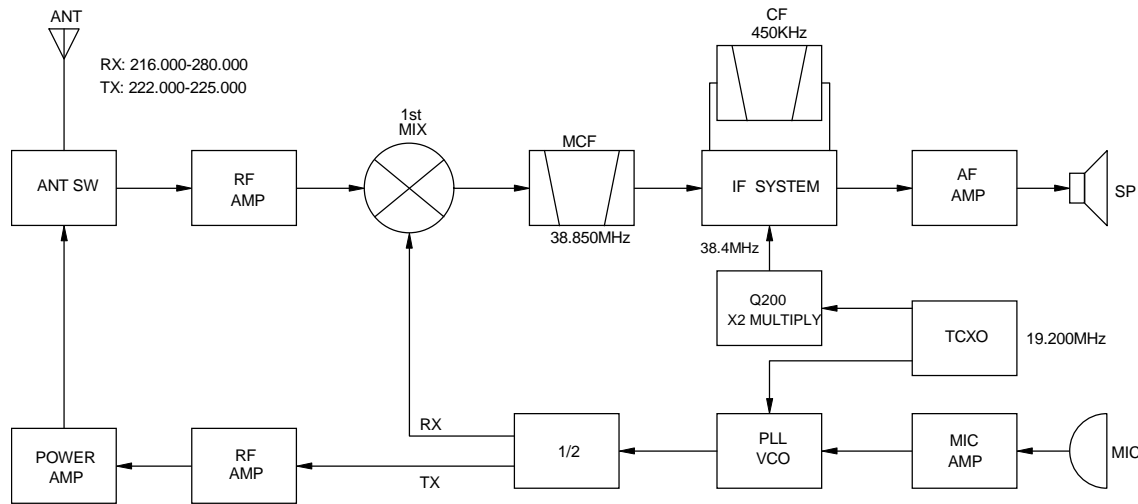 ANT
RX: 216.000-280.000
TX: 222.000-225.000
CF
450KHz
1st
MIX
MCF
ANT SW
RF
AMP
IF SYSTEM
AF
AMP
SP
38.850MHz
38.4MHz
Q200
X2 MULTIPLY
TCXO
19.200MHz
RX
TX
POWER
AMP
RF
AMP
1/2
PLL
VCO
MIC
AMP
MIC